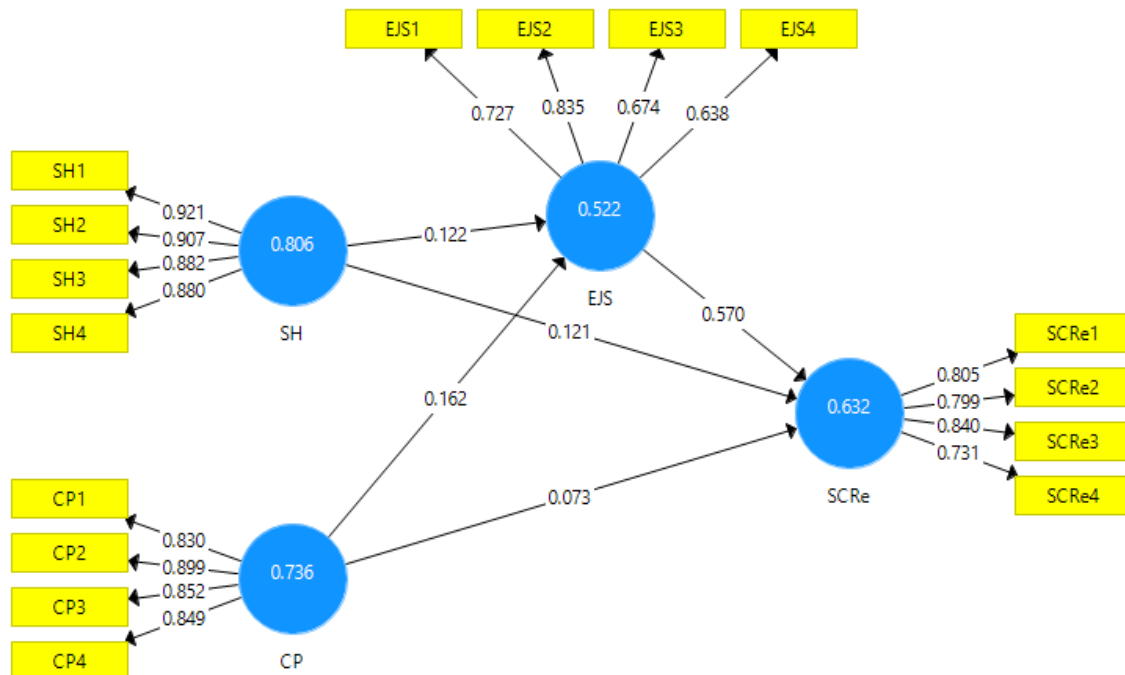 EJS1
EJS2
EJS3
EJS4
0.727
0.835
0.674
0.638
SH1
SH2
SH3
SH4
0.921
0.907
0.882
0.880
0.806
SH
0.122
0.522
EJS
0.121
0.570
0.162
0.073
0.632
SCRe
0.805
0.799
0.840
0.731
SCRe1
SCRe2
SCRe3
SCRe4
CP1
CP2
CP3
CP4
0.830
0.899
0.852
0.849
0.736
CP